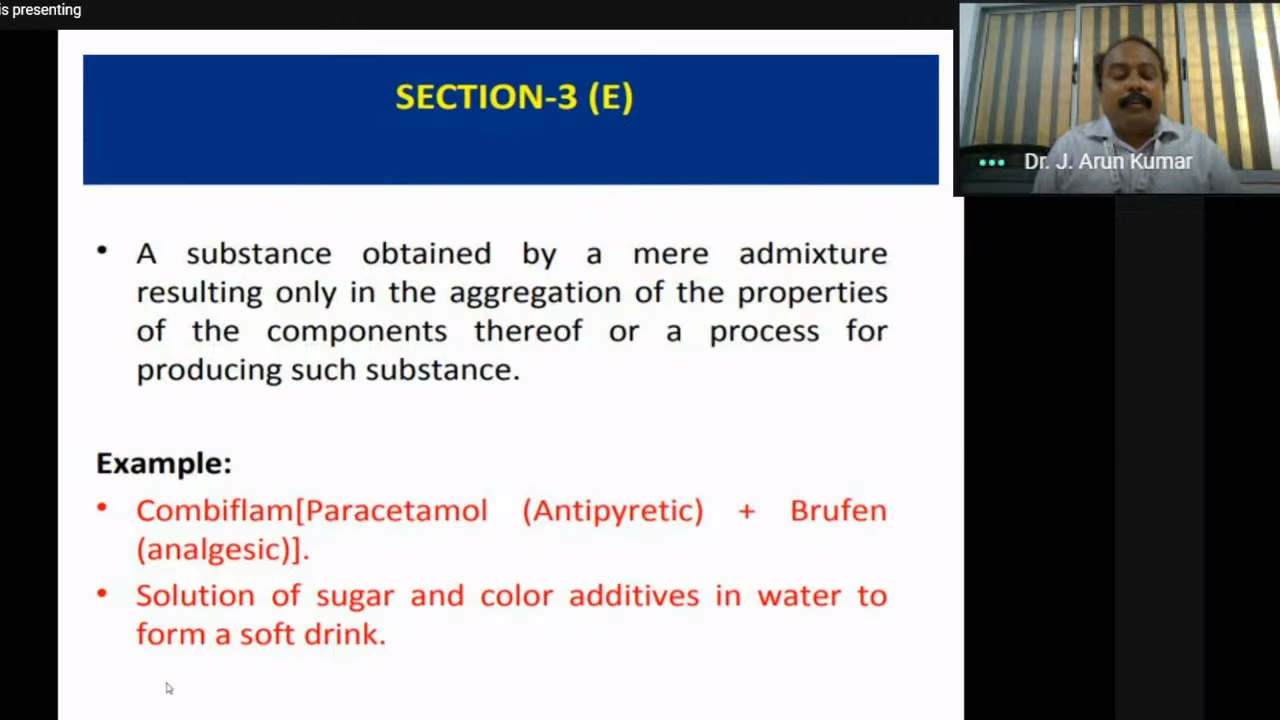 is presenting
SECTION-3 (E)
Dr. J. Arun Kumar
• A substance obtained by a mere admixture
resulting only in the aggregation of the properties
of the components thereof or a process for
producing such substance.
Example:
• Combiflam[Paracetamol (Antipyretic) + Brufen
(analgesic)].
• Solution of sugar and color additives in water to
form a soft drink.